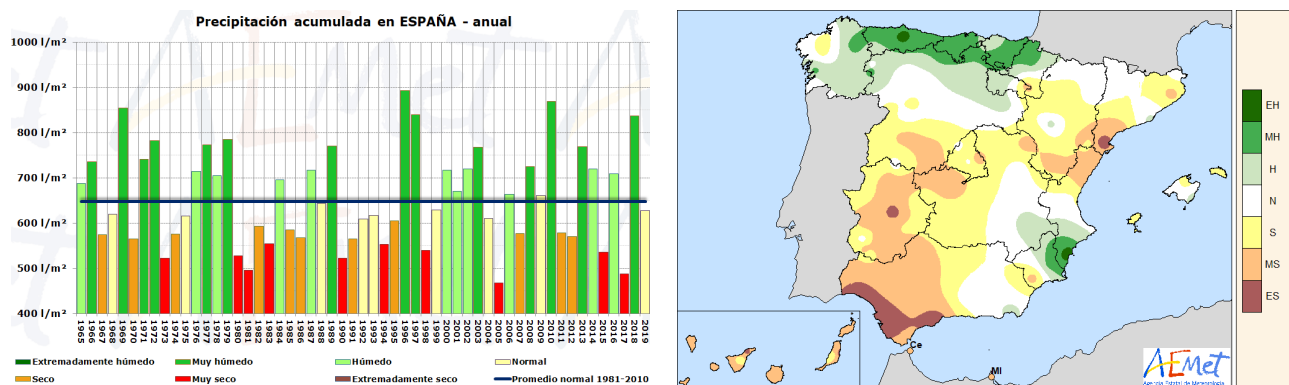 Precipitación acumulada en ESPAÑA - anual
1000 l/m²
900 l/m²
800 l/m²
700 l/m²
600 l/m²
500 l/m²
400 l/m²
1965 1966 1967 1968 1969 1970 1971 1972 1973 1974 1975 1976 1977 1978 1979 1980 1981 1982 1983 1984 1985 1986 1987 1988 1989 1990 1991 1992 1993 1994 1995 1996 1997 1998 1999 2000 2001 2002 2003 2004 2005 2006 2007 2008 2009 2010 2011 2012 2013 2014 2015 2016 2017 2018 2019
Extremadamente húmedo Muy húmedo Húmedo Normal
Seco Muy seco Extremadamente seco Promedio normal 1981-2010
EH
MH
H
N
S
MS
ES
Ce
Ml
AEMet
Agencia Estatal de Meteorología